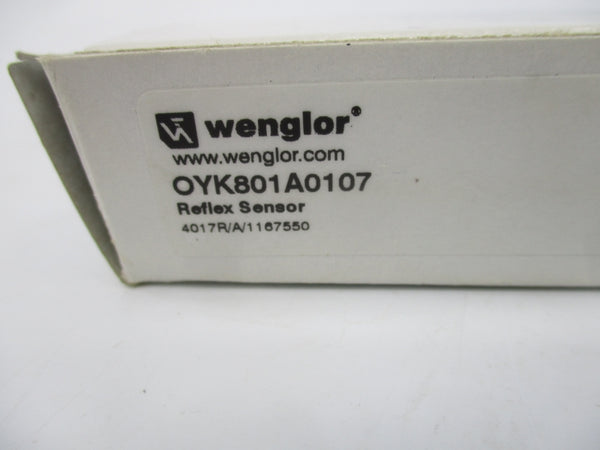 wenglor®
www.wenglor.com
OYK801A0107
Reflex Sensor
4017R/A/1167550